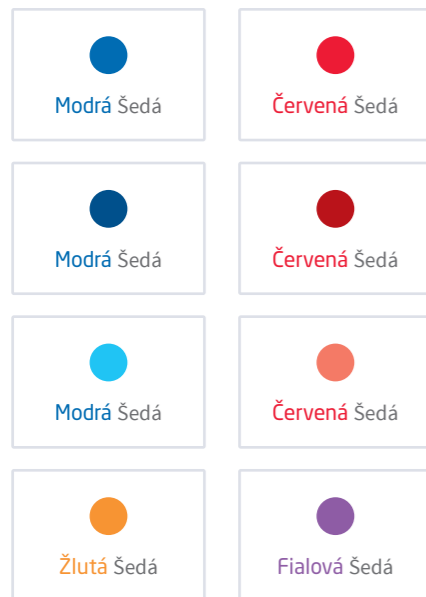 Modrá Šedá
Červená Šedá
Modrá Šedá
Červená Šedá
Modrá Šedá
Červená Šedá
Žlutá Šedá
Fialová Šedá